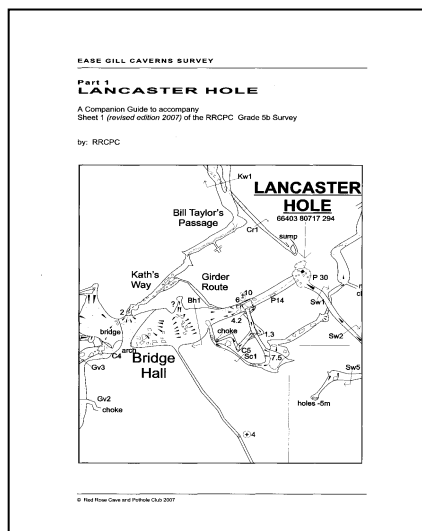 EASE GILL CAVERNS SURVEY
Part 1
LANCASTER HOLE
A Companion Guide to accompany
Sheet 1 (revised edition 2007) of the RRCPC Grade 5b Survey
by: RRCPC
Kw1
LANCASTER
HOLE
66403 80717 294
Bill Taylor's
Passage
Cr1
sump
Kath's
Way
Girder
Route
P 30
Bh1
10
6
P14
Sw1
2
?
4.2
choke
1.3
Sw2
bridge
arch
C4
Bridge
Hall
C5
Sc1
7.5
Gv3
Sw5
Gv2
choke
holes -5m
+4
© Red Rose Cave and Pothole Club 2007